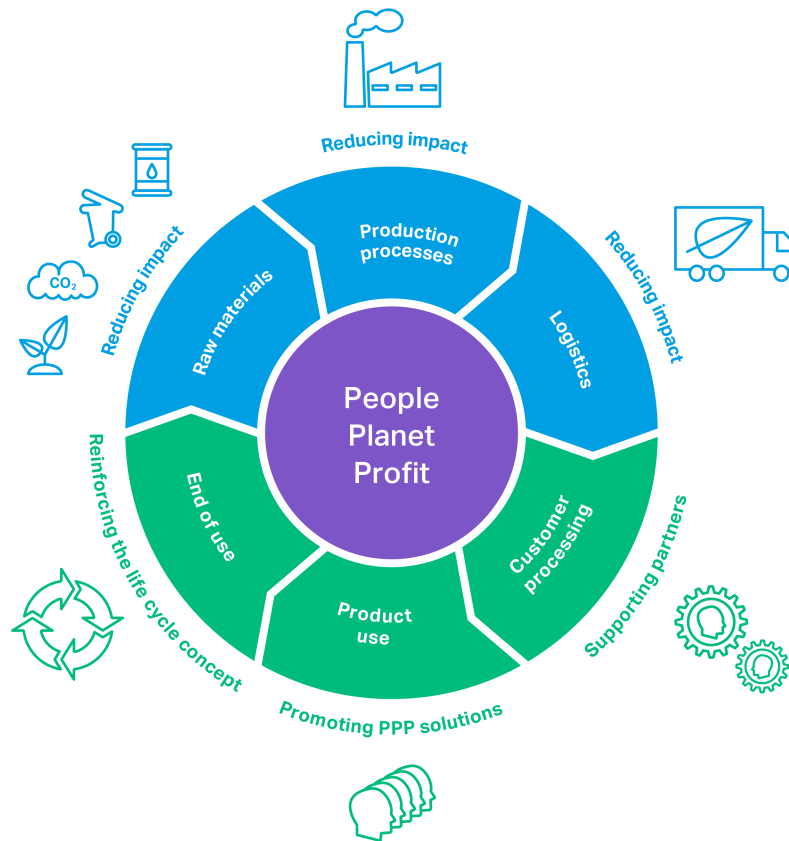 Reducing impact
Production
processes
Reducing impact
Logistics
Reducing impact
Raw materials
CO₂
People
Planet
Profit
Customer
processing
Supporting partners
Product
use
Promoting PPP solutions
End of use
Reinforcing the life cycle concept